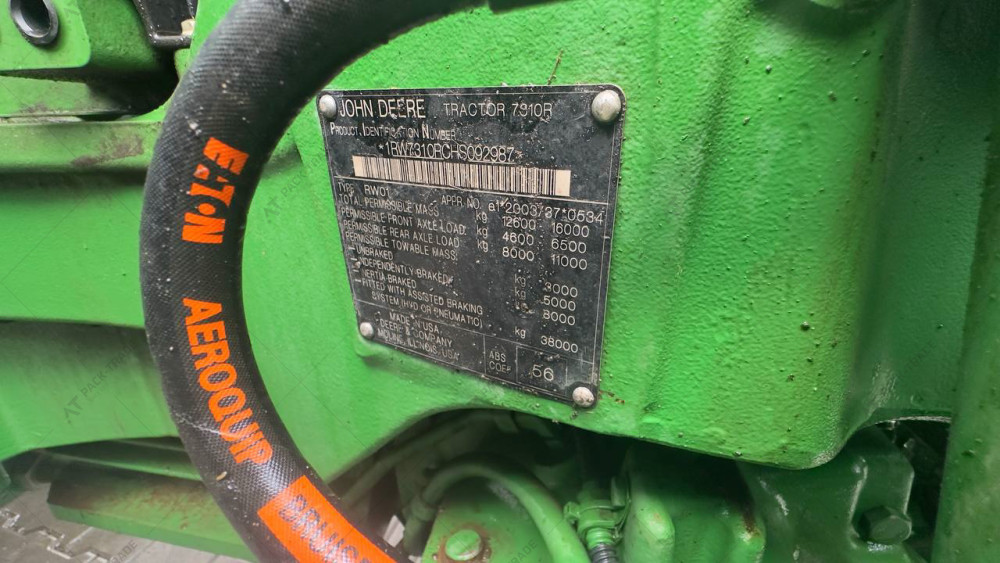 JOHN DEERE TRACTOR 7310R
PRODUCT IDENTIFICATION NUMBER
*1RW7310RCHS092987*
TYPE RW01 APPR.NO. e1*2003/37*0534
TOTAL PERMISSIBLE MASS kg 12600 - 16000
PERMISSIBLE FRONT AXLE LOAD: kg 4600 - 6500
PERMISSIBLE REAR AXLE LOAD kg 8000 - 11000
PERMISSIBLE TOWABLE MASS:
—UNBRAKED kg 3000
—INDEPENDENTLY BRAKED kg 5000
—INERTIA BRAKED kg 8000
—FITTED WITH ASSISTED BRAKING
SYSTEM (HYD OR PNEUMATIC) kg 38000
MADE IN USA
DEERE & COMPANY
MOLINE, ILLINOIS, USA
ABS
COEF 56
EATON
AEROQUIP